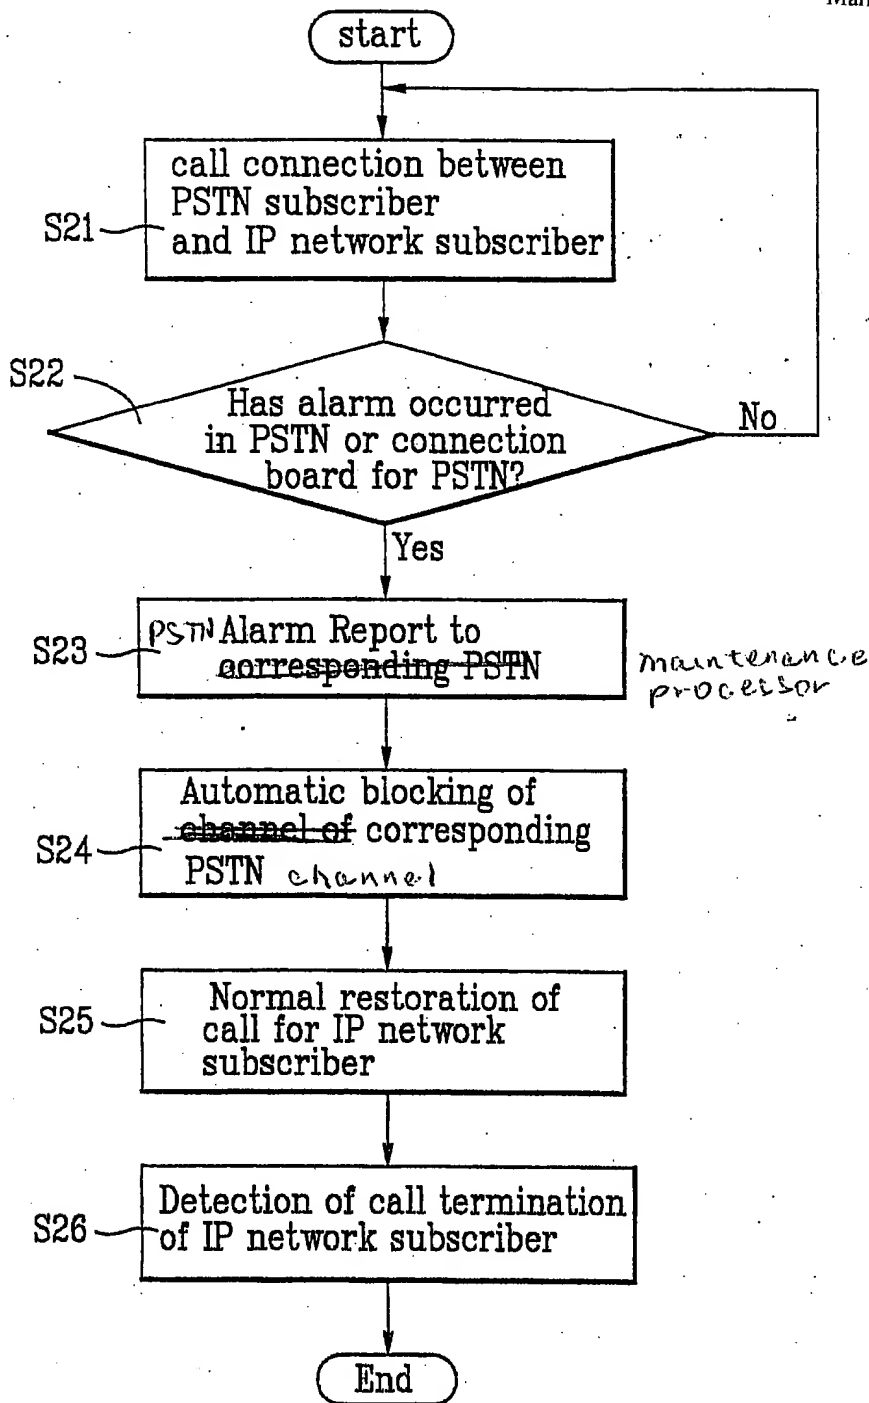 start
call connection between
PSTN subscriber
and IP network subscriber
S21
S22
Has alarm occurred
in PSTN or connection
board for PSTN?
No
Yes
S23
PSTN Alarm Report to
corresponding PSTN
maintenance
processor
Automatic blocking of
channel of corresponding
S24
PSTN channel
Normal restoration of
S25
call for IP network
subscriber
Detection of call termination
S26
of IP network subscriber
End